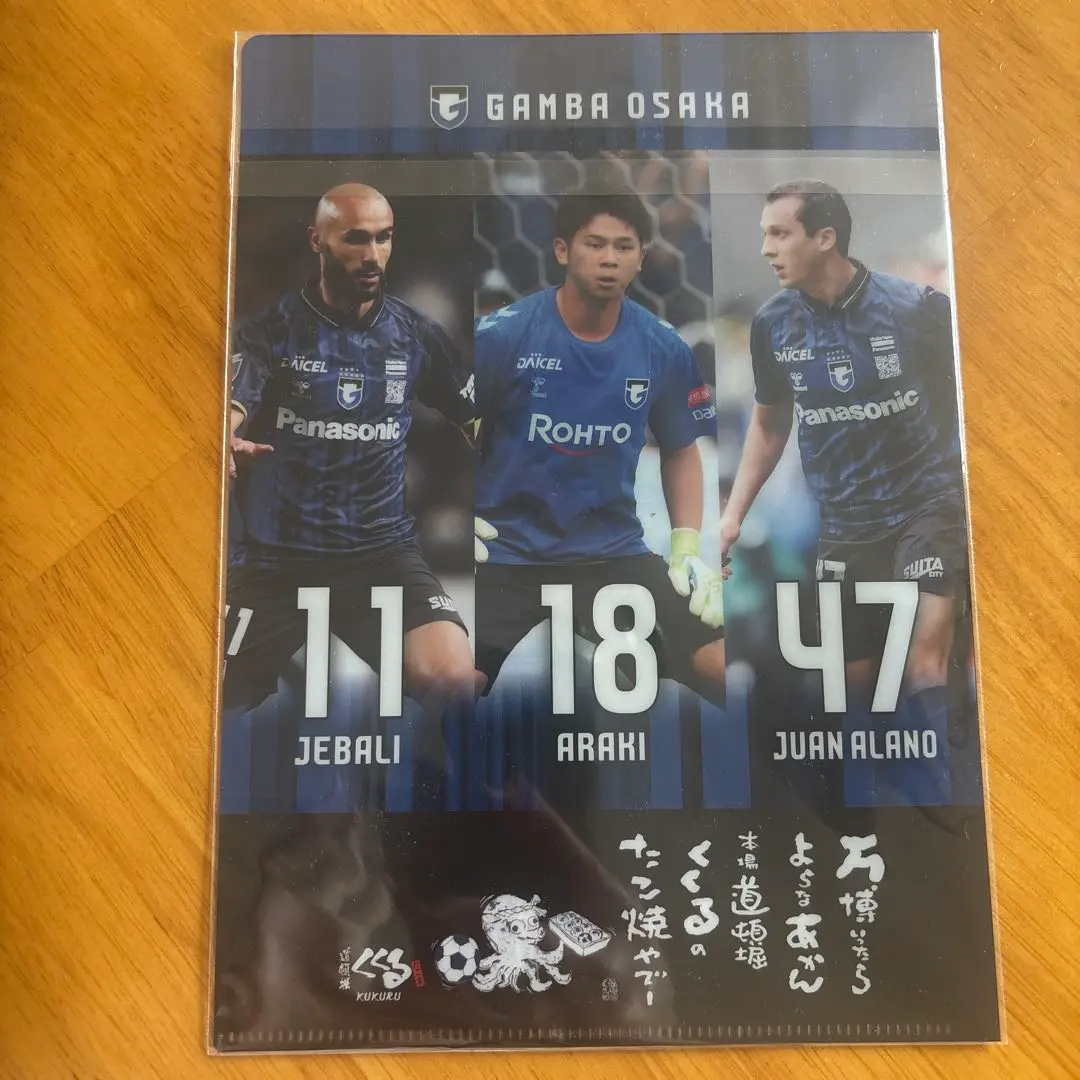 GAMBA OSAKA
DAICEL
Panasonic
DAICEL
ROHTO
DAICEL
Panasonic
SUITA
CITY
17
11
18
47
JEBALI
ARAKI
JUAN ALANO
万博いったら
よらなあかん
本場道頓堀
くくるの
たこ焼やでー
道頓堀
くくる
KUKURU